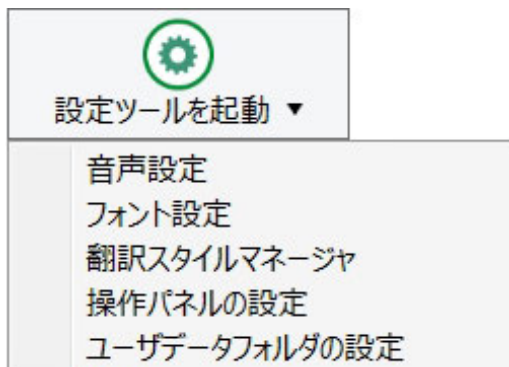 設定ツールを起動 ▼
音声設定
フォント設定
翻訳スタイルマネージャ
操作パネルの設定
ユーザデータフォルダの設定